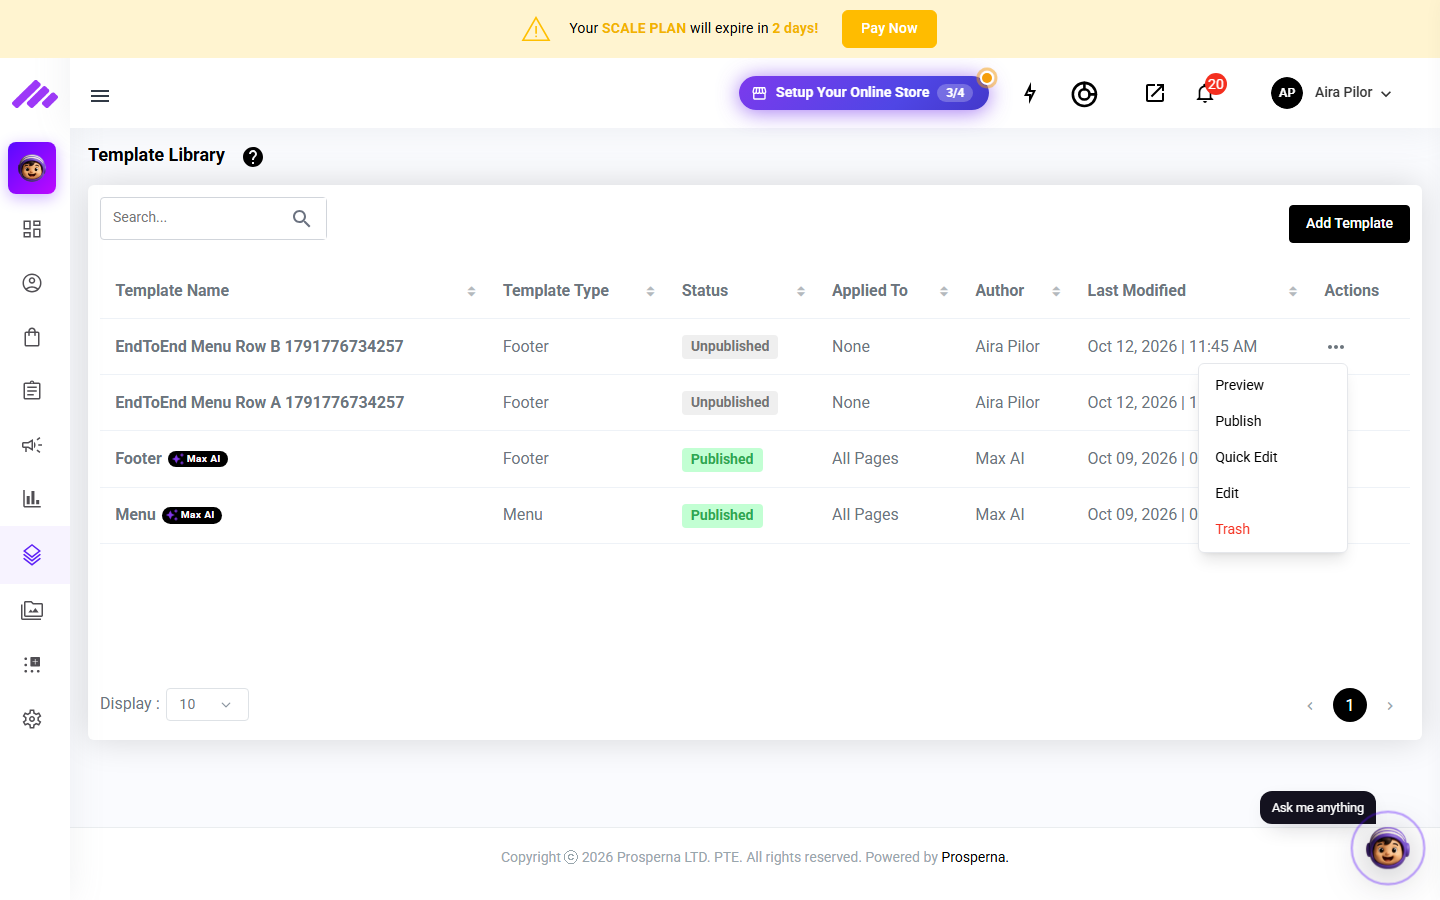 Your SCALE PLAN will expire in 2 days!
Pay Now
Setup Your Online Store 3/4
20
AP
Aira Pilor
Template Library
Search...
Add Template
Template Name Template Type Status Applied To Author Last Modified Actions
EndToEnd Menu Row B 1791776734257 Footer Unpublished None Aira Pilor Oct 12, 2026 | 11:45 AM
EndToEnd Menu Row A 1791776734257 Footer Unpublished None Aira Pilor Oct 12, 2026 | 1
Footer Max AI Footer Published All Pages Max AI Oct 09, 2026 | 0
Menu Max AI Menu Published All Pages Max AI Oct 09, 2026 | 0
Preview
Publish
Quick Edit
Edit
Trash
Display : 10
1
Ask me anything
Copyright © 2026 Prosperna LTD. PTE. All rights reserved. Powered by Prosperna.